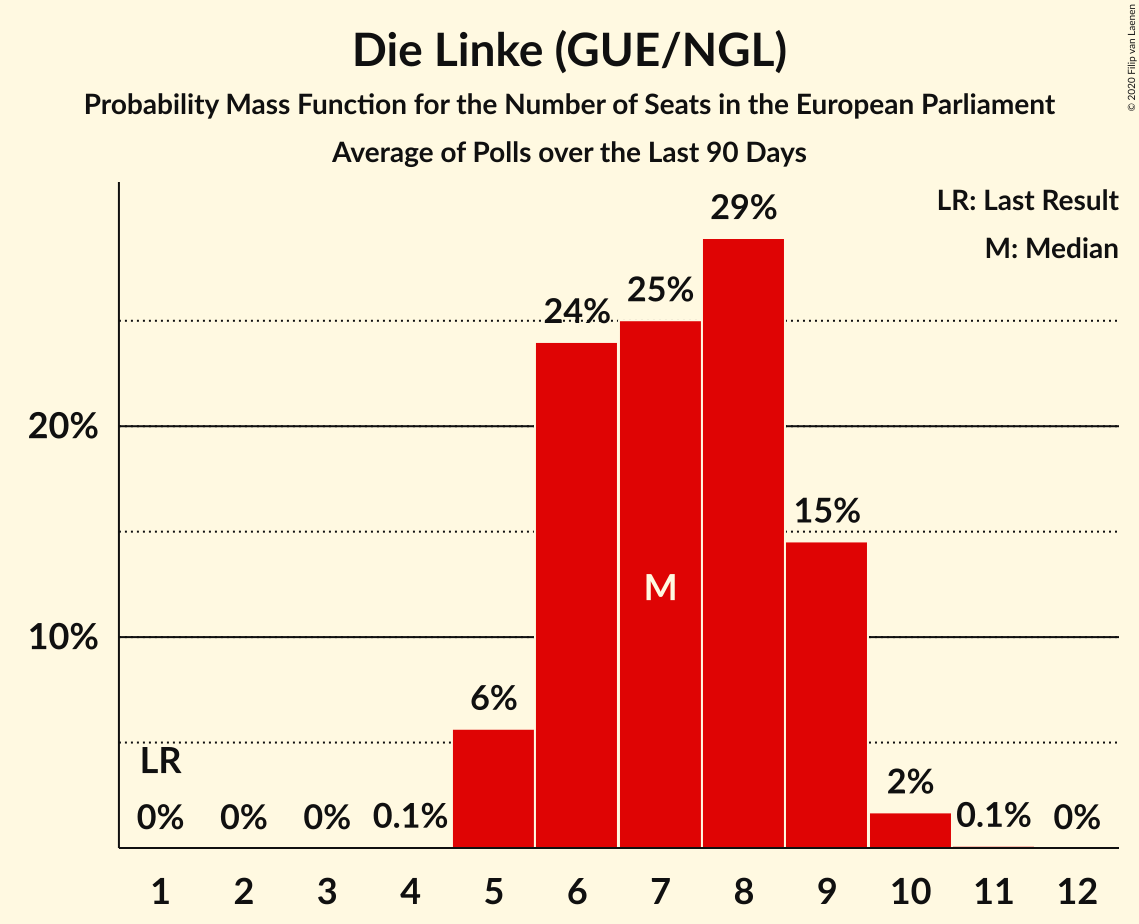 Die Linke (GUE/NGL)
Probability Mass Function for the Number of Seats in the European Parliament
Average of Polls over the Last 90 Days
© 2020 Filip van Laenen
LR: Last Result
M: Median
29%
25%
24%
20%
15%
M
10%
6%
LR
2%
0% 0% 0% 0.1% 0.1% 0%
1 2 3 4 5 6 7 8 9 10 11 12